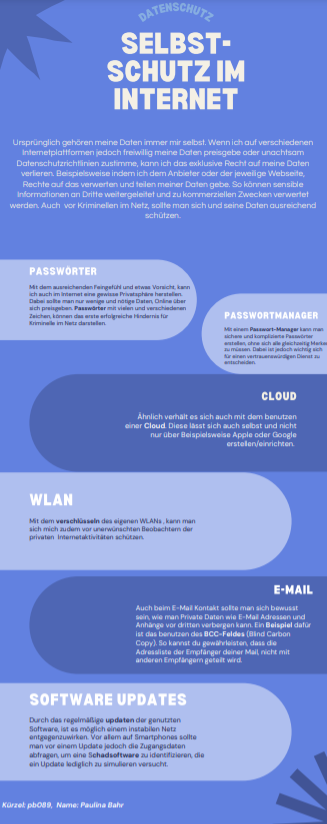 DATENSCHUTZ
SELBST-
SCHUTZ IM
INTERNET
Ursprünglich gehören meine Daten immer mir selbst. Wenn ich auf verschiedenen
Internetplattformen jedoch freiwillig meine Daten preisgebe oder unachtsam
Datenschutzrichtlinien zustimme, kann ich das exklusive Recht auf meine Daten
verlieren. Beispielsweise indem ich dem Anbieter oder der jeweilige Webseite,
Rechte auf das verwerten und teilen meiner Daten gebe. So können sensible
Informationen an Dritte weitergeleitet und zu kommerziellen Zwecken verwertet
werden. Auch vor Kriminellen im Netz, sollte man sich und seine Daten ausreichend
schützen.
PASSWÖRTER
Mit dem ausreichenden Feingefühl und etwas Vorsicht, kann
ich auch im Internet eine gewisse Privatsphäre herstellen.
Dabei sollte man nur wenige und nötige Daten, Online über
sich preisgeben. Passwörter mit vielen und verschiedenen
Zeichen, können das erste erfolgreiche Hindernis für
Kriminelle im Netz darstellen.
PASSWORTMANAGER
Mit einem Passwort-Manager kann man
sichere und komplizierte Passwörter
erstellen, ohne sich alle gleichzeitig
zu müssen. Dabei ist jedoch wichtig sich
für einen vertrauenswürdigen Dienst zu
entscheiden.
CLOUD
Ähnlich verhält es sich auch mit dem benutzen
einer Cloud. Diese lässt sich auch selbst und nicht
nur über Beispielsweise Apple oder Google
erstellen/einrichten.
WLAN
Mit dem verschlüsseln des eigenen WLANs , kann man
sich mich zudem vor unerwünschten Beobachtern der
privaten Internetaktivitäten schützen.
E-MAIL
Auch beim E-Mail Kontakt sollte man sich bewusst
sein, wie man Private Daten wie E-Mail Adressen und
Anhänge vor dritten verbergen kann. Ein Beispiel dafür
ist das benutzen des BCC-Feldes (Blind Carbon
Copy). So kannst du gewährleisten, dass die
Adressliste der Empfänger deiner Mail, nicht mit
anderen Empfängern geteilt wird.
SOFTWARE UPDATES
Durch das regelmäßige updaten der genutzten
Software, ist es möglich einem instabilen Netz
entgegenzuwirken. Vor allem auf Smartphones sollte
man vor einem Update jedoch die Zugangsdaten
abfragen, um eine Schadsoftware zu identifizieren, die
ein Update lediglich zu simulieren versucht.
Kürzel: pb089, Name: Paulina Bahr